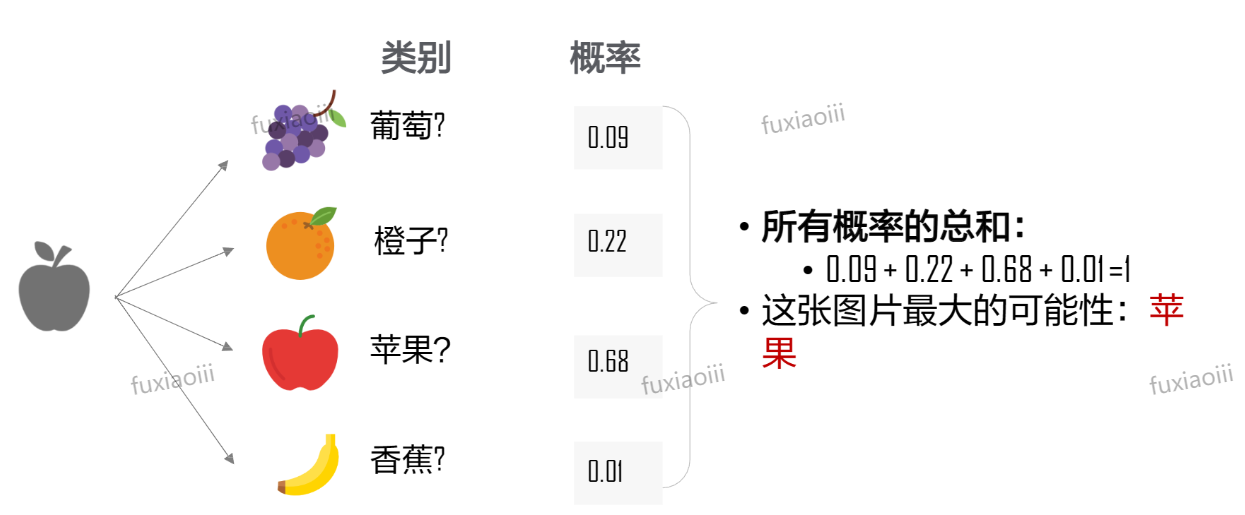 类别 概率
fuxiaoiii
葡萄?
0.09
fuxiaoiii
橙子?
0.22
• 所有概率的总和：
• 0.09 + 0.22 + 0.68 + 0.01 =1
• 这张图片最大的可能性：苹
果
苹果?
0.68
fuxiaoiii
fuxiaoiii
fuxiaoiii
香蕉?
0.01